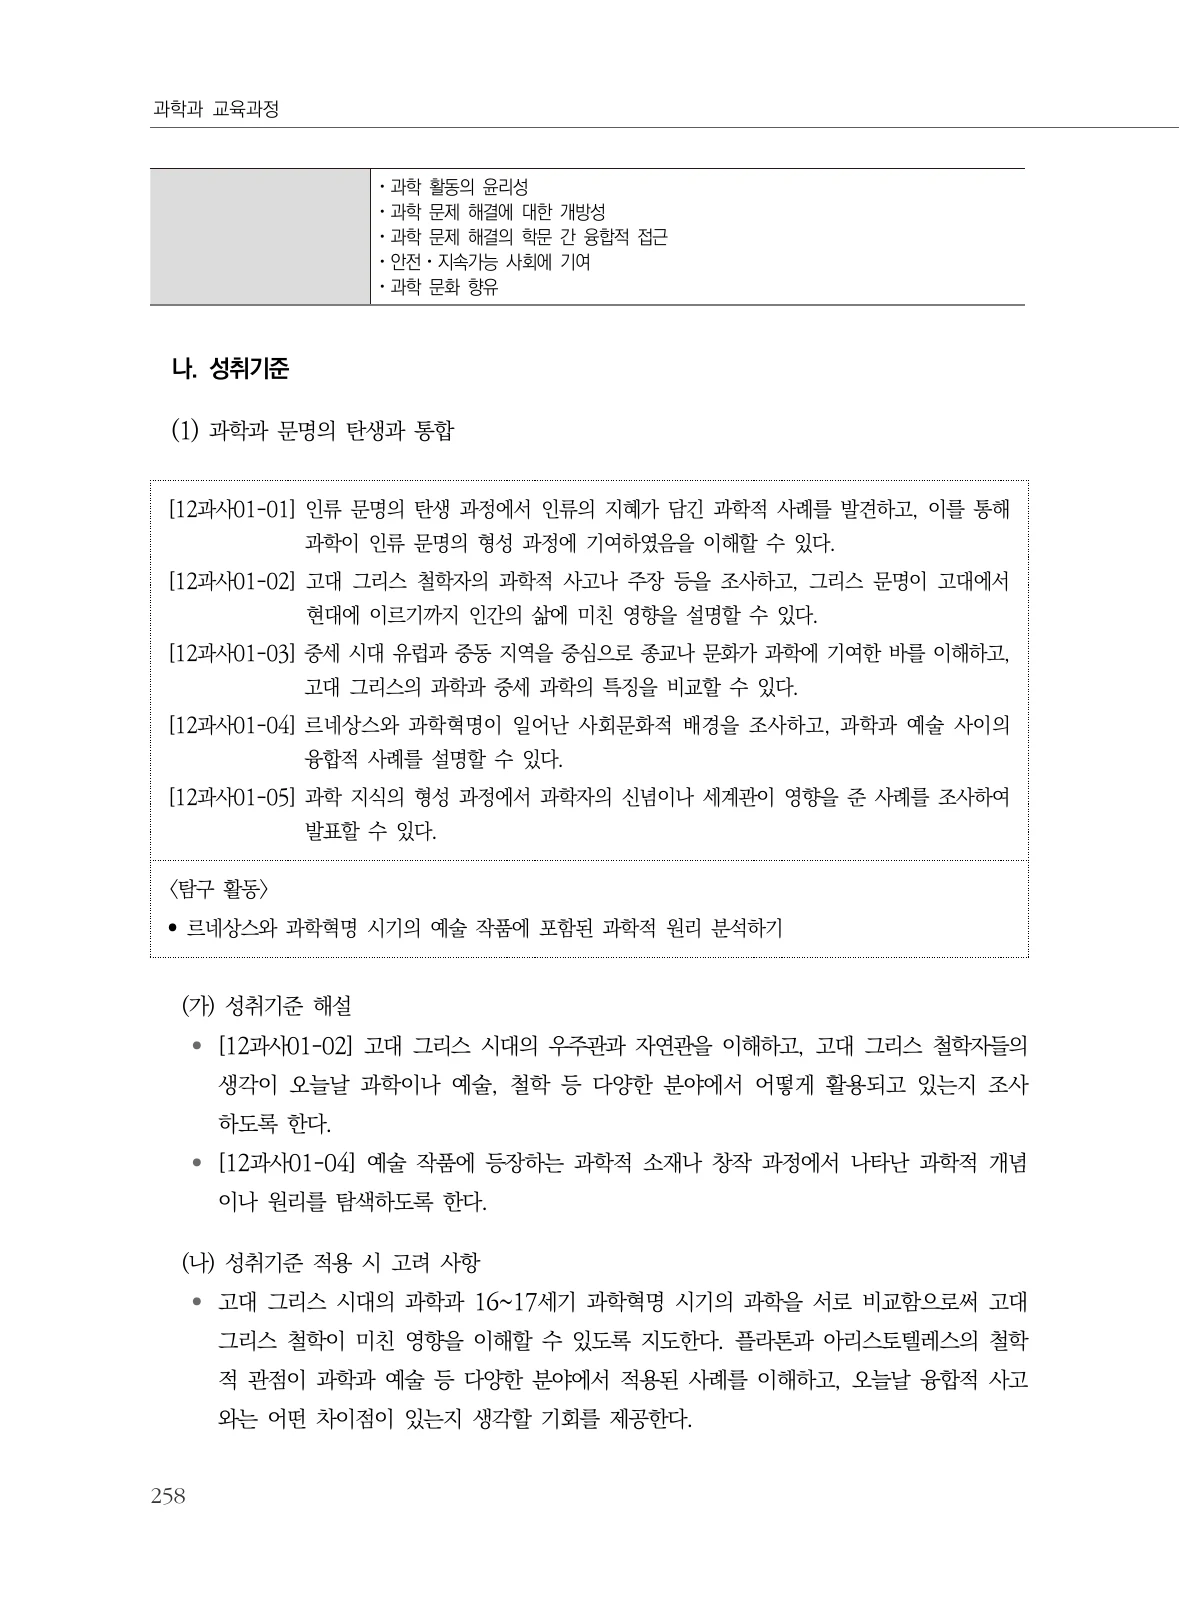 과학과 교육과정
• 과학 활동의 윤리성
• 과학 문제 해결에 대한 개방성
• 과학 문제 해결의 학문 간 융합적 접근
• 안전・지속가능 사회에 기여
• 과학 문화 향유
나. 성취기준
(1) 과학과 문명의 탄생과 통합
[12과사01-01] 인류 문명의 탄생 과정에서 인류의 지혜가 담긴 과학적 사례를 발견하고, 이를 통해
과학이 인류 문명의 형성 과정에 기여하였음을 이해할 수 있다.
[12과사01-02] 고대 그리스 철학자의 과학적 사고나 주장 등을 조사하고, 그리스 문명이 고대에서
현대에 이르기까지 인간의 삶에 미친 영향을 설명할 수 있다.
[12과사01-03] 중세 시대 유럽과 중동 지역을 중심으로 종교나 문화가 과학에 기여한 바를 이해하고,
고대 그리스의 과학과 중세 과학의 특징을 비교할 수 있다.
[12과사01-04] 르네상스와 과학혁명이 일어난 사회문화적 배경을 조사하고, 과학과 예술 사이의
융합적 사례를 설명할 수 있다.
[12과사01-05] 과학 지식의 형성 과정에서 과학자의 신념이나 세계관이 영향을 준 사례를 조사하여
발표할 수 있다.
〈탐구 활동〉
• 르네상스와 과학혁명 시기의 예술 작품에 포함된 과학적 원리 분석하기
(가) 성취기준 해설
• [12과사01-02] 고대 그리스 시대의 우주관과 자연관을 이해하고, 고대 그리스 철학자들의
생각이 오늘날 과학이나 예술, 철학 등 다양한 분야에서 어떻게 활용되고 있는지 조사
하도록 한다.
• [12과사01-04] 예술 작품에 등장하는 과학적 소재나 창작 과정에서 나타난 과학적 개념
이나 원리를 탐색하도록 한다.
(나) 성취기준 적용 시 고려 사항
• 고대 그리스 시대의 과학과 16~17세기 과학혁명 시기의 과학을 서로 비교함으로써 고대
그리스 철학이 미친 영향을 이해할 수 있도록 지도한다. 플라톤과 아리스토텔레스의 철학
적 관점이 과학과 예술 등 다양한 분야에서 적용된 사례를 이해하고, 오늘날 융합적 사고
와는 어떤 차이점이 있는지 생각할 기회를 제공한다.
258